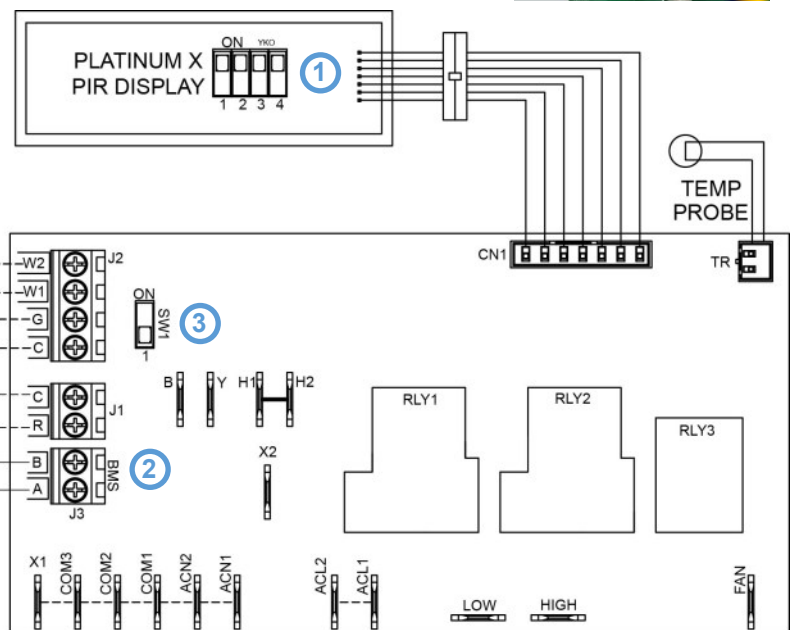 ON YKO
PLATINUM X
PIR DISPLAY
1 2 3 4
1
TEMP
PROBE
CN1
TR
W2
J2
W1
G
C
ON
SW1
1
3
C
J1
R
B
BMS
A
J3
2
B
Y
H1
H2
X2
RLY1
RLY2
RLY3
X1
COM3
COM2
COM1
ACN2
ACN1
ACL2
ACL1
LOW
HIGH
FAN